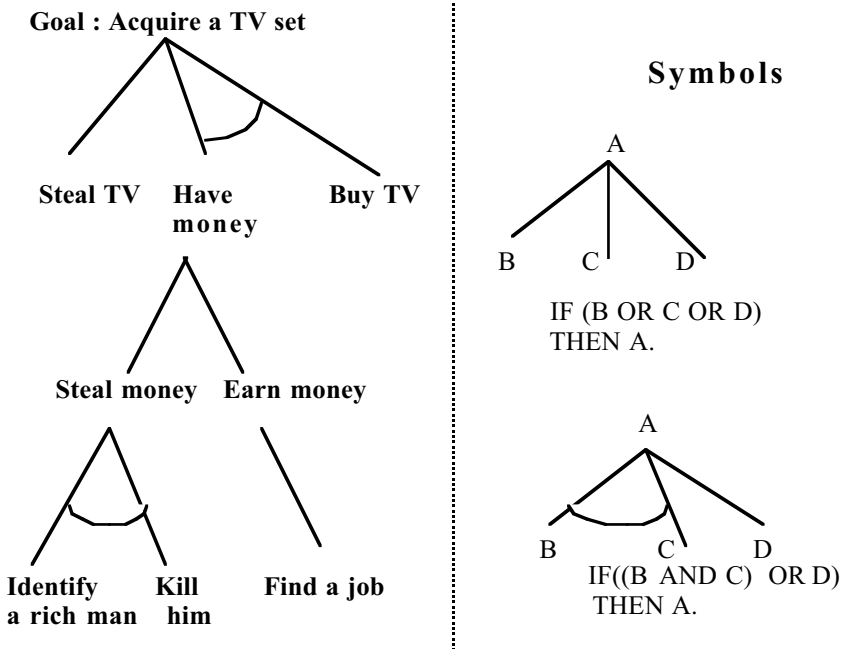 Goal : Acquire a TV set
Steal TV Have money Buy TV
Steal money Earn money
Identify a rich man Kill him Find a job
Symbols
A
B C D
IF (B OR C OR D)
THEN A.
A
B C D
IF((B AND C) OR D)
THEN A.